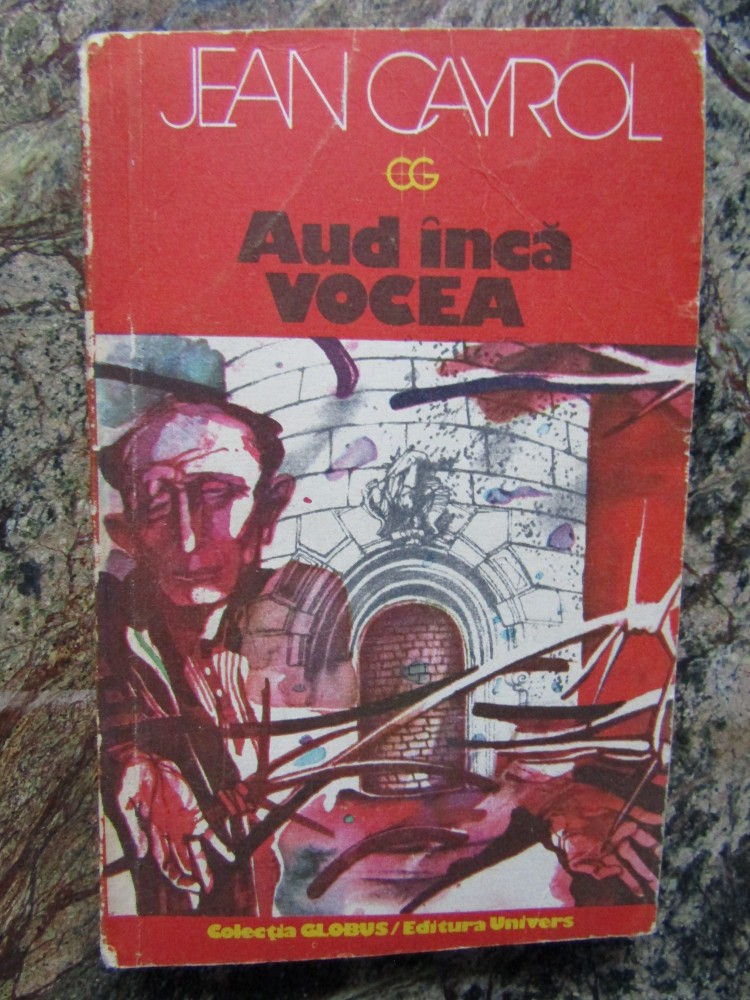 JEAN CAYROL
CG
Aud încă
VOCEA
Colecția GLOBUS/Editura Univers